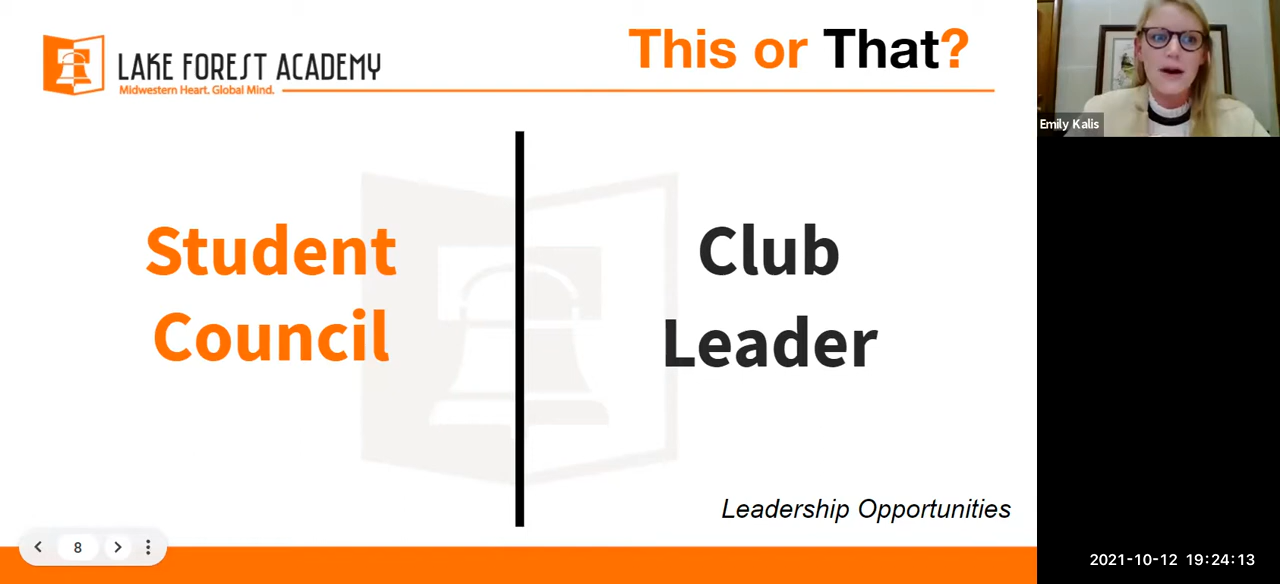 LAKE FOREST ACADEMY
Midwestern Heart. Global Mind.
This or That?
Student
Council
Club
Leader
Leadership Opportunities
8
Emily Kalis
2021-10-12 19:24:13